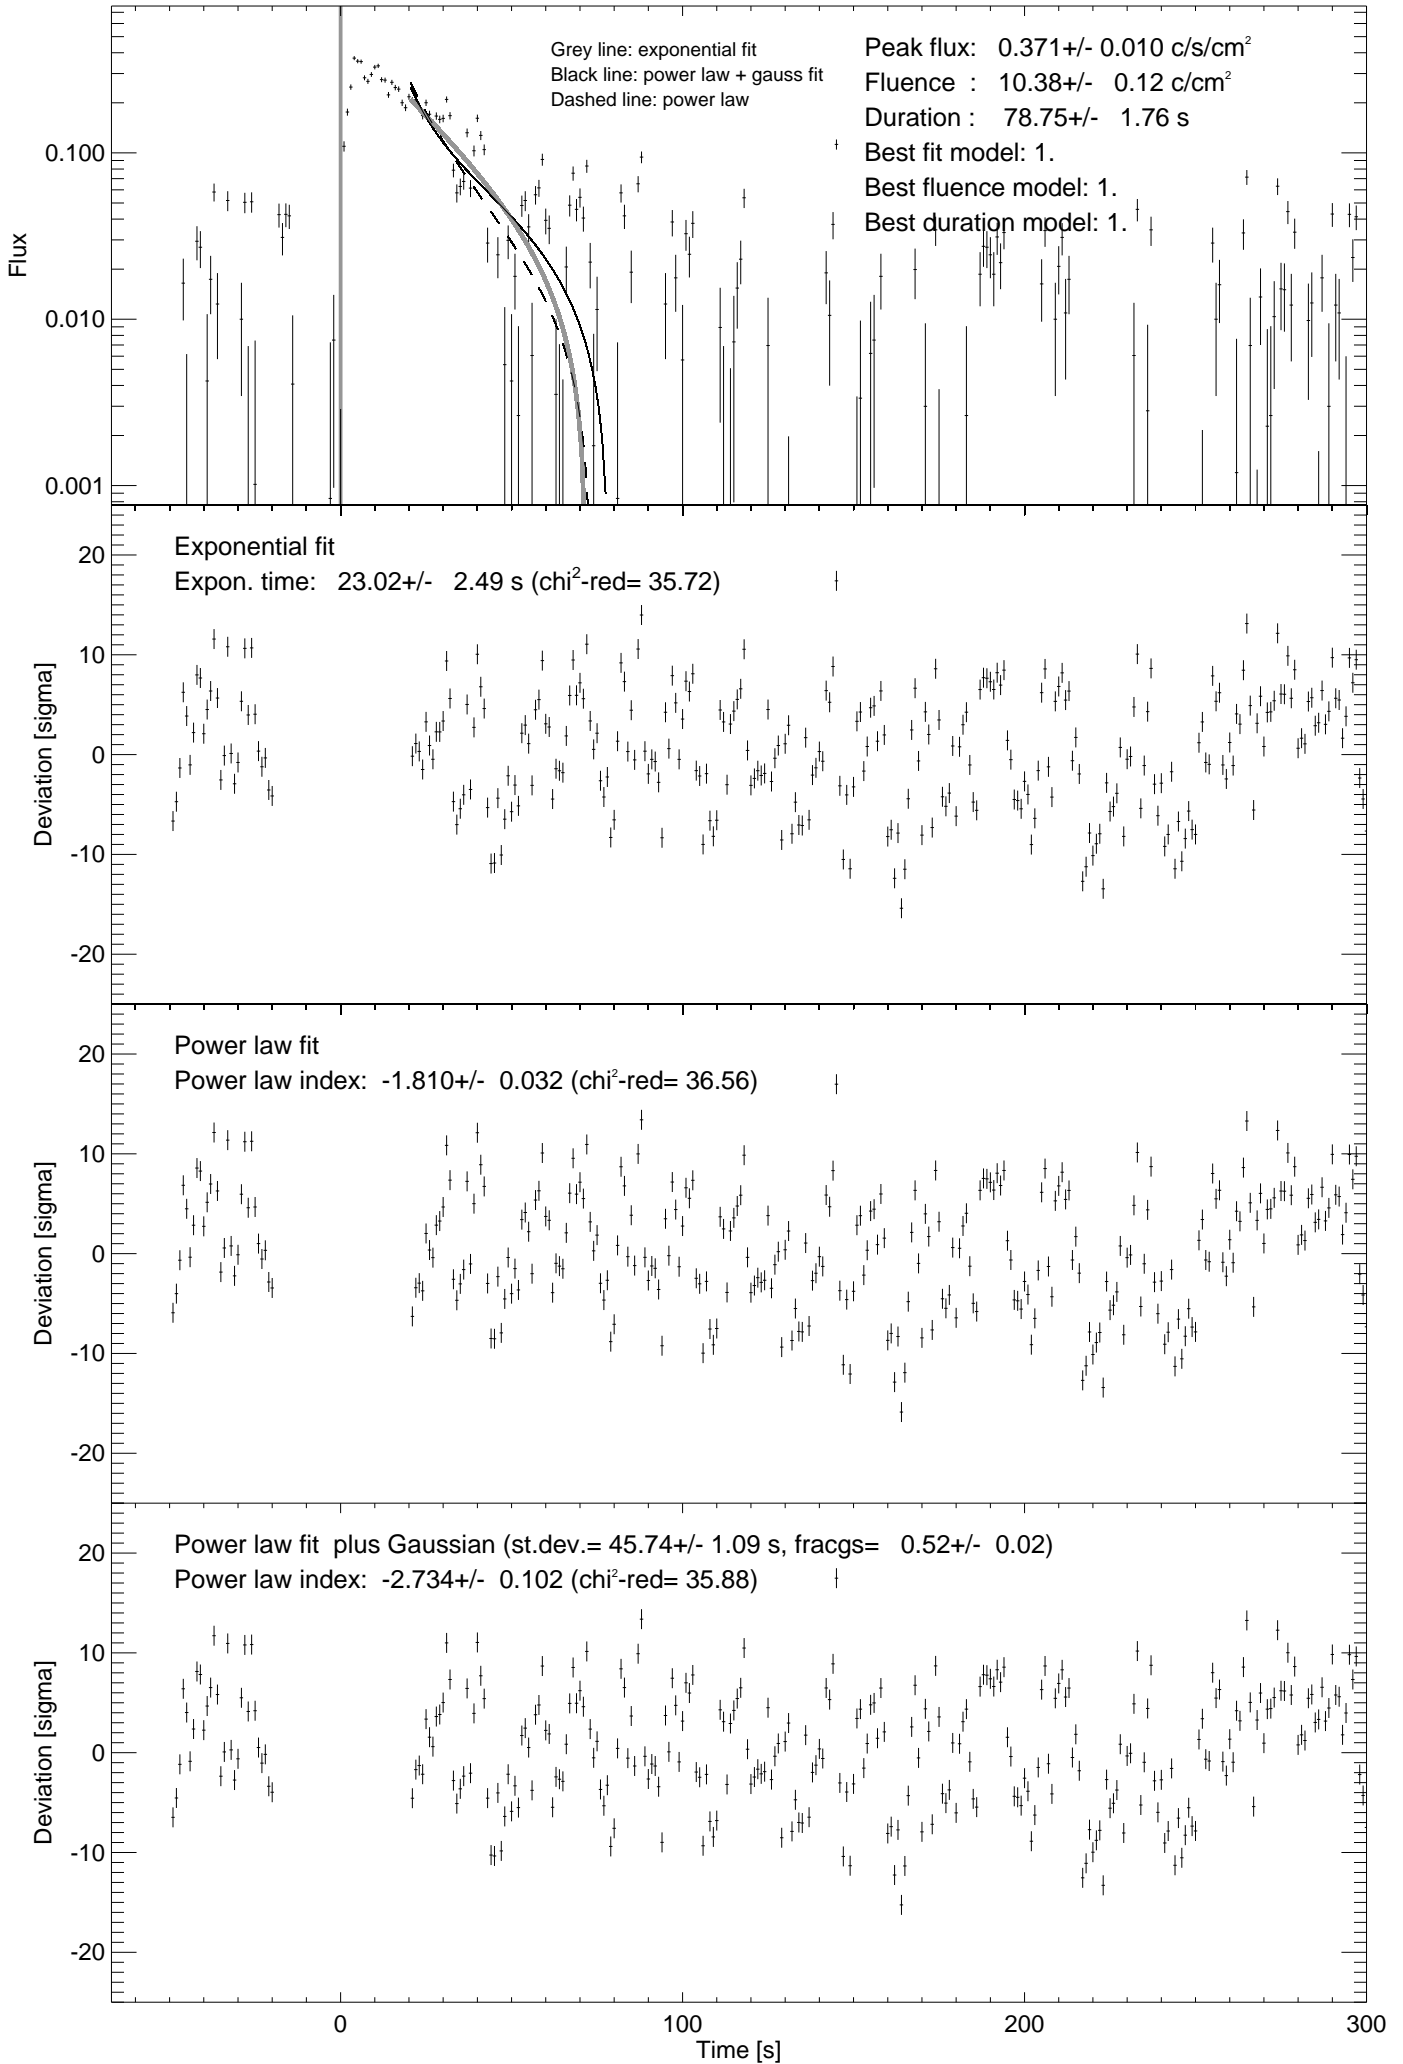 Grey line: exponential fit
Black line: power law + gauss fit
Dashed line: power law
Peak flux: 0.371+/- 0.010 c/s/cm²
Fluence : 10.38+/- 0.12 c/cm²
Duration : 78.75+/- 1.76 s
Best fit model: 1.
Best fluence model: 1.
Best duration model: 1.
Flux
0.100
0.010
0.001
Exponential fit
Expon. time: 23.02+/- 2.49 s (chi²-red= 35.72)
Deviation [sigma]
20
10
0
-10
-20
Power law fit
Power law index: -1.810+/- 0.032 (chi²-red= 36.56)
Deviation [sigma]
20
10
0
-10
-20
Power law fit plus Gaussian (st.dev.= 45.74+/- 1.09 s, fracgs= 0.52+/- 0.02)
Power law index: -2.734+/- 0.102 (chi²-red= 35.88)
Deviation [sigma]
20
10
0
-10
-20
0 100 200 300
Time [s]